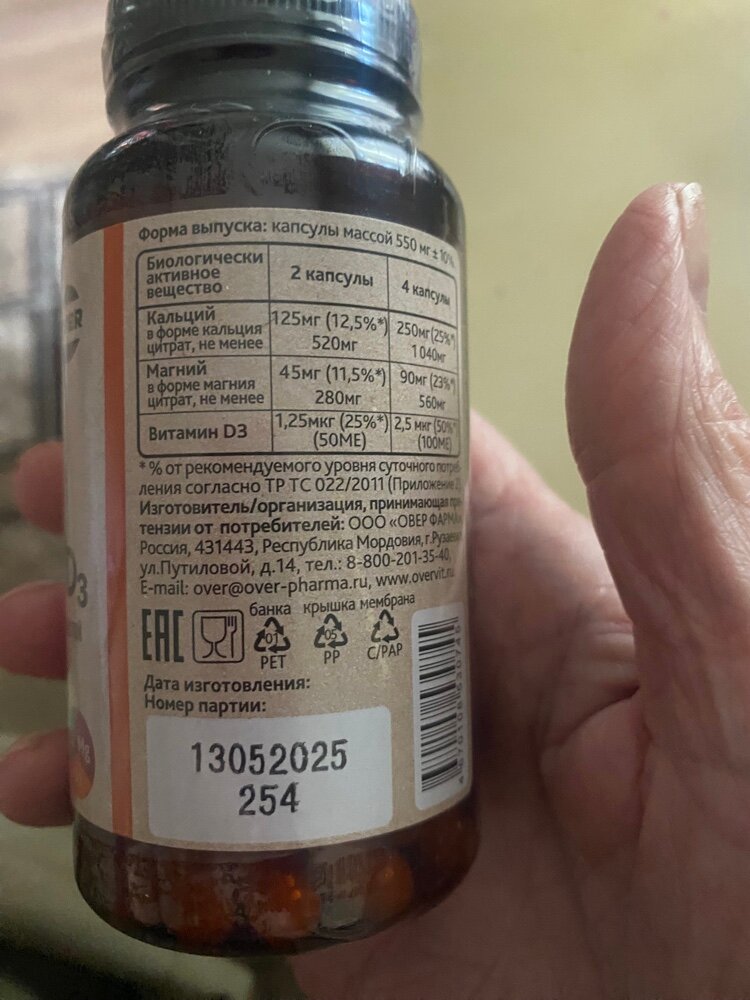 Форма выпуска: капсулы массой 550 мг ± 10%
Биологически активное вещество 2 капсулы 4 капсулы
Кальций в форме кальция цитрат, не менее 125мг (12,5%*) 520мг 250мг(25%*) 1040мг
Магний в форме магния цитрат, не менее 45мг (11,5%*) 280мг 90мг (23%*) 560мг
Витамин D3 1,25мкг (25%*) (50МЕ) 2,5 мкг (50%*) (100МЕ)
* % от рекомендуемого уровня суточного потреб-
ления согласно ТР ТС 022/2011 (Приложение 2)
Изготовитель/организация, принимающая пре-
тензии от потребителей: ООО «ОВЕР ФАРМА»
Россия, 431443, Республика Мордовия, г.Рузаевка
ул.Путиловой, д.14, тел.: 8-800-201-35-40,
E-mail: over@over-pharma.ru, www.overvit.ru
банка крышка мембрана
EAC 01 05
PET PP C/PAP
Дата изготовления:
Номер партии:
13052025
254
D3
Mg